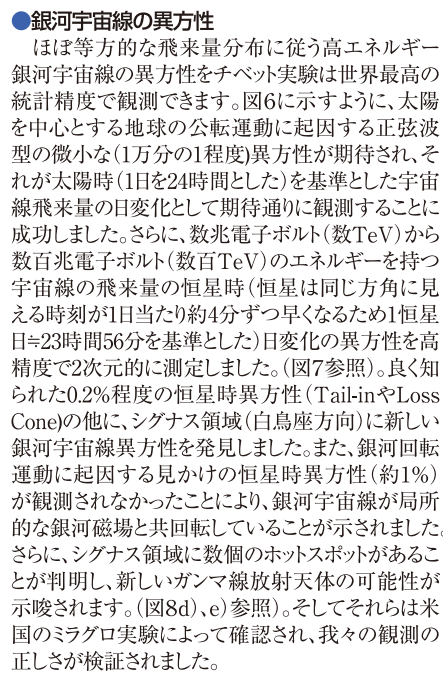 ●銀河宇宙線の異方性
ほぼ等方的な飛来量分布に従う高エネルギー
銀河宇宙線の異方性をチベット実験は世界最高の
統計精度で観測できます。図6に示すように、太陽
を中心とする地球の公転運動に起因する正弦波
型の微小な（1万分の1程度)異方性が期待され、そ
れが太陽時（1日を24時間とした）を基準とした宇宙
線飛来量の日変化として期待通りに観測することに
成功しました。さらに、数兆電子ボルト（数TeV）から
数百兆電子ボルト（数百TeV）のエネルギーを持つ
宇宙線の飛来量の恒星時（恒星は同じ方角に見
える時刻が1日当たり約4分ずつ早くなるため1恒星
日≒23時間56分を基準とした）日変化の異方性を高
精度で2次元的に測定しました。（図7参照）。良く知
られた0.2%程度の恒星時異方性（Tail-inやLoss
Cone)の他に、シグナス領域（白鳥座方向）に新しい
銀河宇宙線異方性を発見しました。また、銀河回転
運動に起因する見かけの恒星時異方性（約1%）
が観測されなかったことにより、銀河宇宙線が局所
的な銀河磁場と共回転していることが示されました。
さらに、シグナス領域に数個のホットスポットがあるこ
とが判明し、新しいガンマ線放射天体の可能性が
示唆されます。（図8d）、e）参照）。そしてそれらは米
国のミラグロ実験によって確認され、我々の観測の
正しさが検証されました。